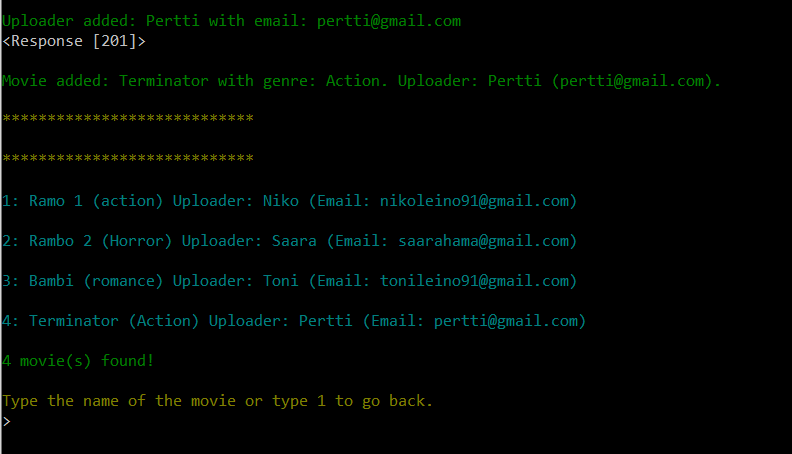 Uploader added: Pertti with email: pertti@gmail.com
<Response [201]>
Movie added: Terminator with genre: Action. Uploader: Pertti (pertti@gmail.com).
****************************
****************************
1: Ramo 1 (action) Uploader: Niko (Email: nikoleino91@gmail.com)
2: Rambo 2 (Horror) Uploader: Saara (Email: saarahama@gmail.com)
3: Bambi (romance) Uploader: Toni (Email: tonileino91@gmail.com)
4: Terminator (Action) Uploader: Pertti (Email: pertti@gmail.com)
4 movie(s) found!
Type the name of the movie or type 1 to go back.
>